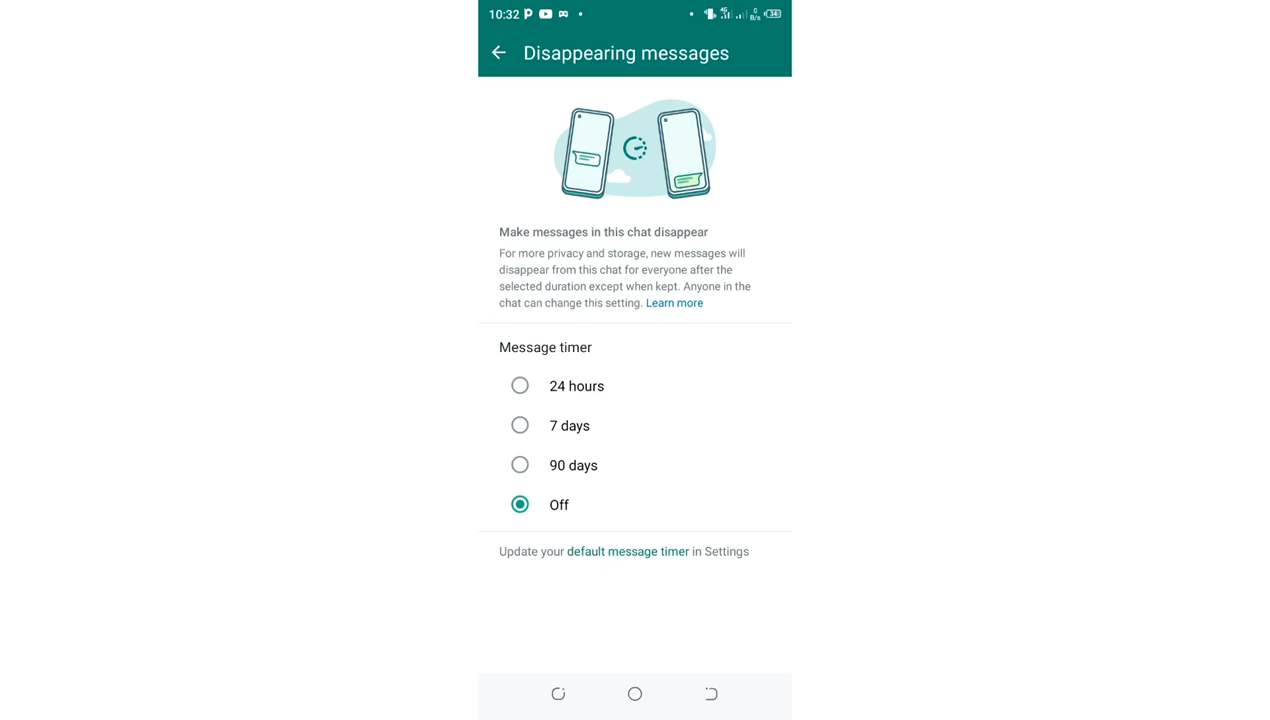 10:32
4G
0
B/s
34
Disappearing messages
Make messages in this chat disappear
For more privacy and storage, new messages will
disappear from this chat for everyone after the
selected duration except when kept. Anyone in the
chat can change this setting. Learn more
Message timer
24 hours
7 days
90 days
Off
Update your default message timer in Settings